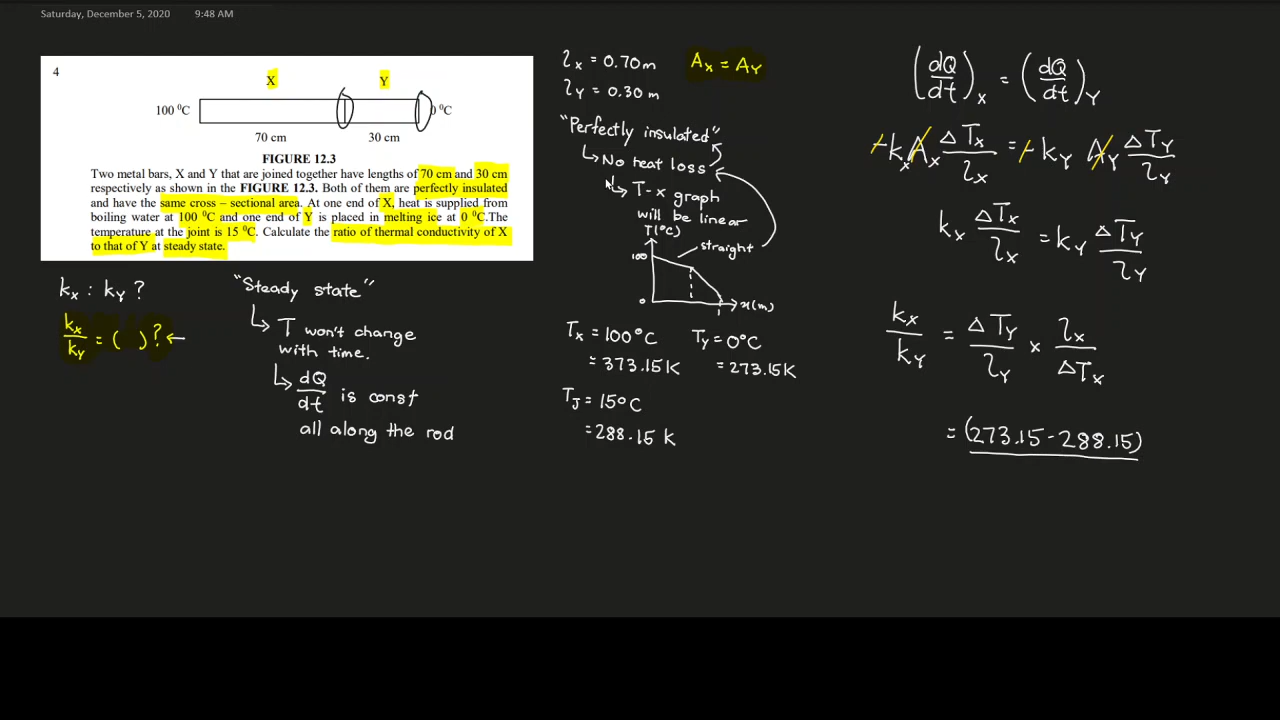 Saturday, December 5, 2020 9:48 AM
4
X Y
100 ⁰C 0 ⁰C
70 cm 30 cm
FIGURE 12.3
Two metal bars, X and Y that are joined together have lengths of 70 cm and 30 cm
respectively as shown in the FIGURE 12.3. Both of them are perfectly insulated
and have the same cross – sectional area. At one end of X, heat is supplied from
boiling water at 100 ⁰C and one end of Y is placed in melting ice at 0 ⁰C.The
temperature at the joint is 15 ⁰C. Calculate the ratio of thermal conductivity of X
to that of Y at steady state.
kx : ky ?
kx/ky = ( ) ? ←
"Steady state"
↳ T won't change
with time.
↳ dQ/dt is const
all along the rod
lx = 0.70m
ly = 0.30m
Ax = Ay
"Perfectly insulated"
↳ No heat loss
↳ T-x graph
will be linear
T(°C)
straight
100
0
x(m)
Tx = 100°C
= 373.15K
Ty = 0°C
= 273.15K
TJ = 15°C
= 288.15 K
(dQ/dt)x = (dQ/dt)y
-kx Ax ΔTx/lx = -ky Ay ΔTy/ly
kx ΔTx/lx = ky ΔTy/ly
kx/ky = ΔTy/ly × lx/ΔTx
= (273.15-288.15)